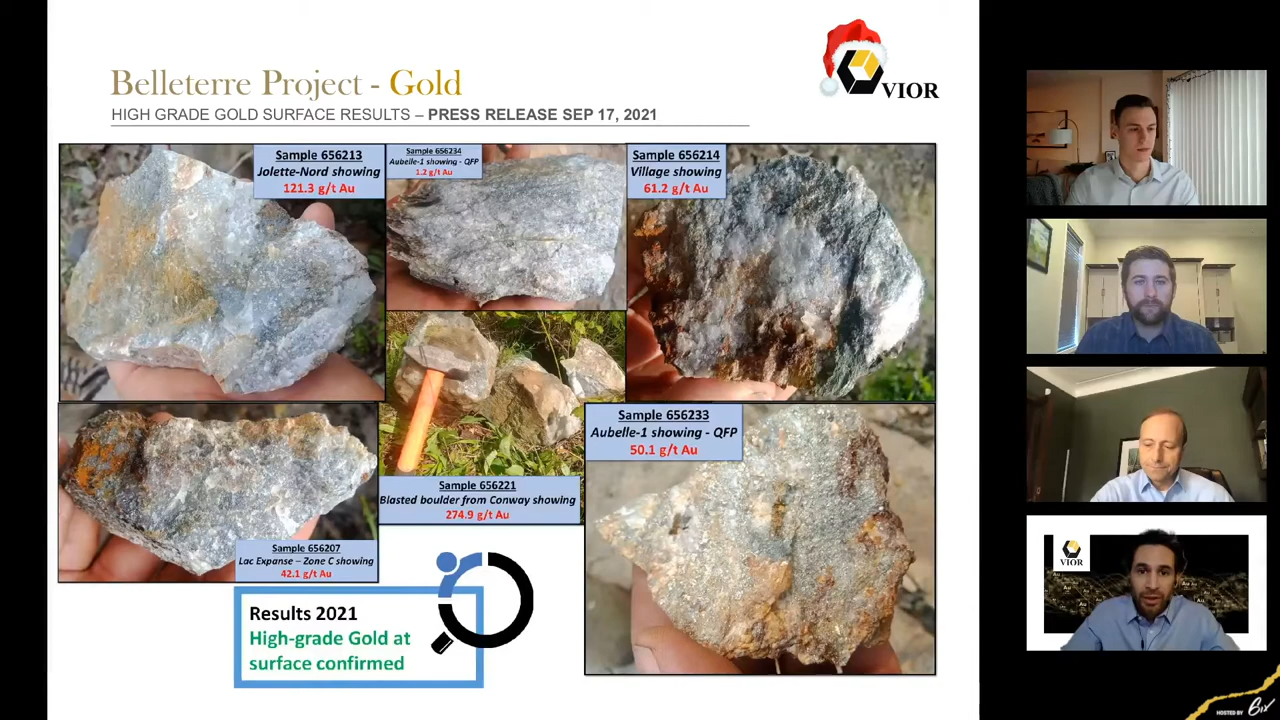 Belleterre Project - Gold
HIGH GRADE GOLD SURFACE RESULTS – PRESS RELEASE SEP 17, 2021
VIOR
Sample 656213
Jolette-Nord showing
121.3 g/t Au
Sample 656234
Aubelle-1 showing - QFP
1.2 g/t Au
Sample 656214
Village showing
61.2 g/t Au
Sample 656207
Lac Expanse – Zone C showing
42.1 g/t Au
Sample 656221
Blasted boulder from Conway showing
274.9 g/t Au
Sample 656233
Aubelle-1 showing - QFP
50.1 g/t Au
Results 2021
High-grade Gold at
surface confirmed
VIOR
HOSTED BY 6ix